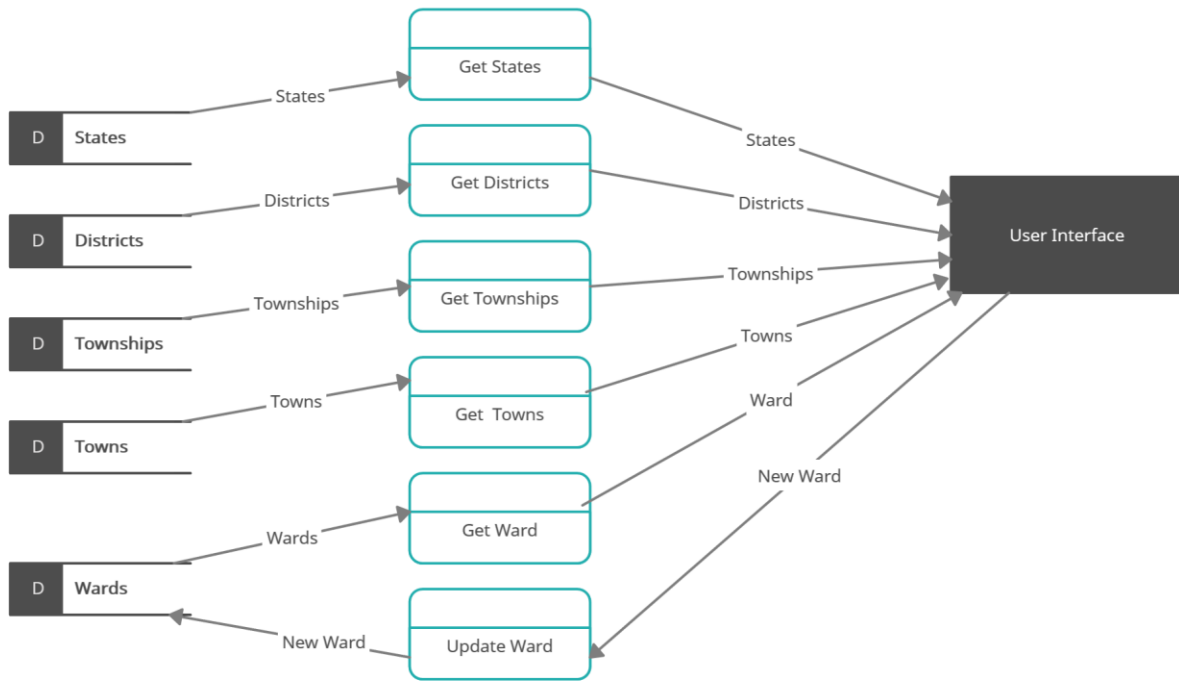 Get States
States
D
States
States
Get Districts
Districts
Districts
D
Districts
User Interface
Get Townships
Townships
Townships
D
Townships
Towns
Get  Towns
Towns
D
Towns
Ward
New Ward
Get Ward
Wards
D
Wards
New Ward
Update Ward